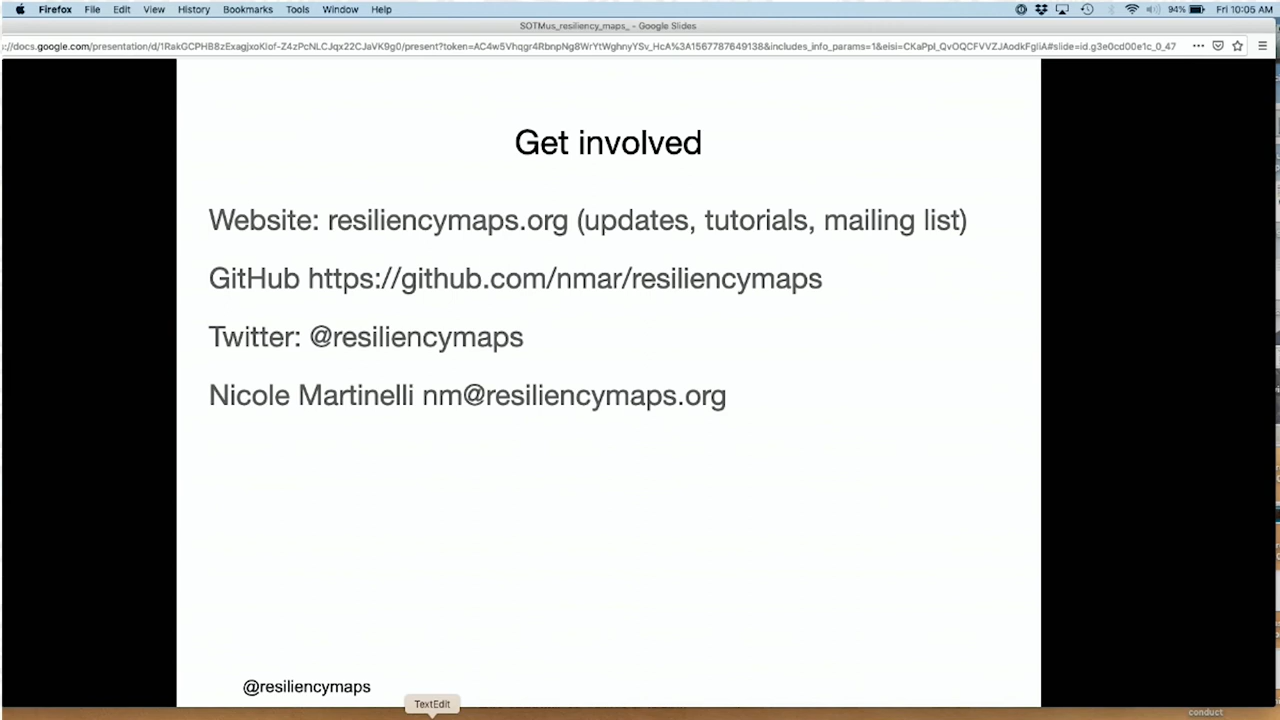 Firefox File Edit View History Bookmarks Tools Window Help 94% Fri 10:05 AM
SOTMus_resiliency_maps_ - Google Slides
Get involved
Website: resiliencymaps.org (updates, tutorials, mailing list)
GitHub https://github.com/nmar/resiliencymaps
Twitter: @resiliencymaps
Nicole Martinelli nm@resiliencymaps.org
@resiliencymaps
TextEdit
conduct